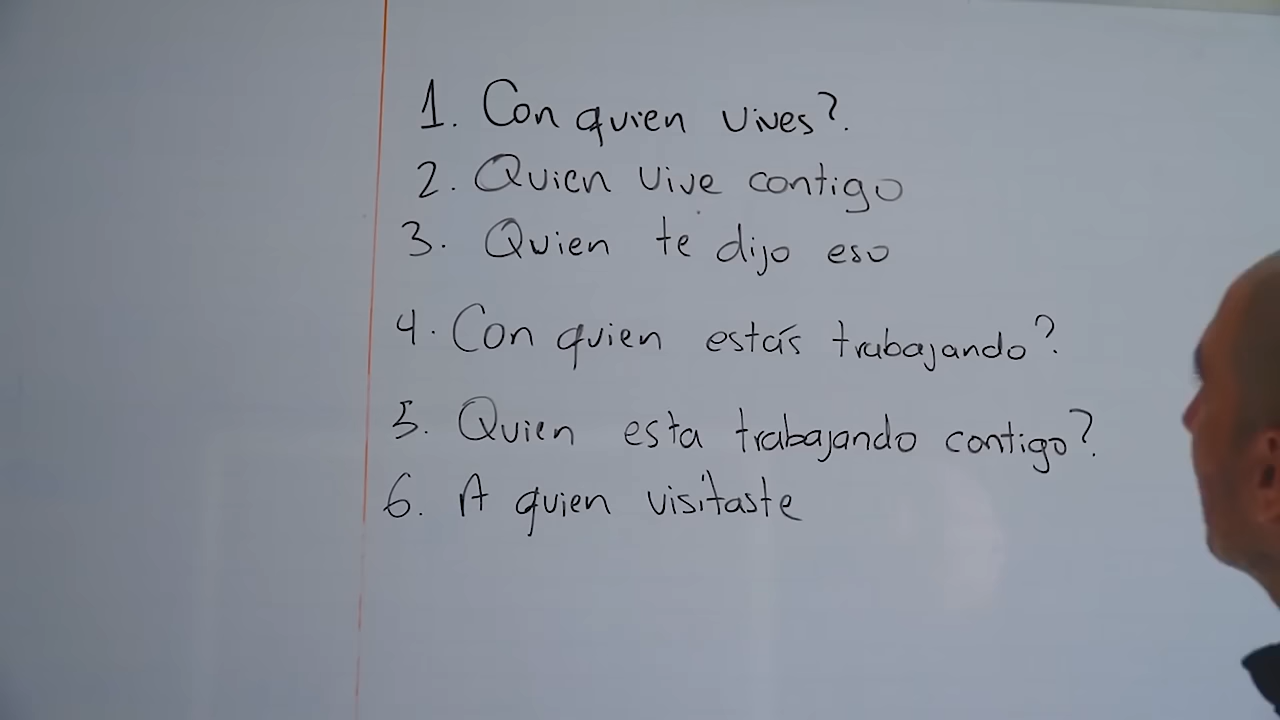 1. Con quien vives?
2. Quien vive contigo
3. Quien te dijo eso
4. Con quien estás trabajando?
5. Quien esta trabajando contigo?
6. A quien visitaste